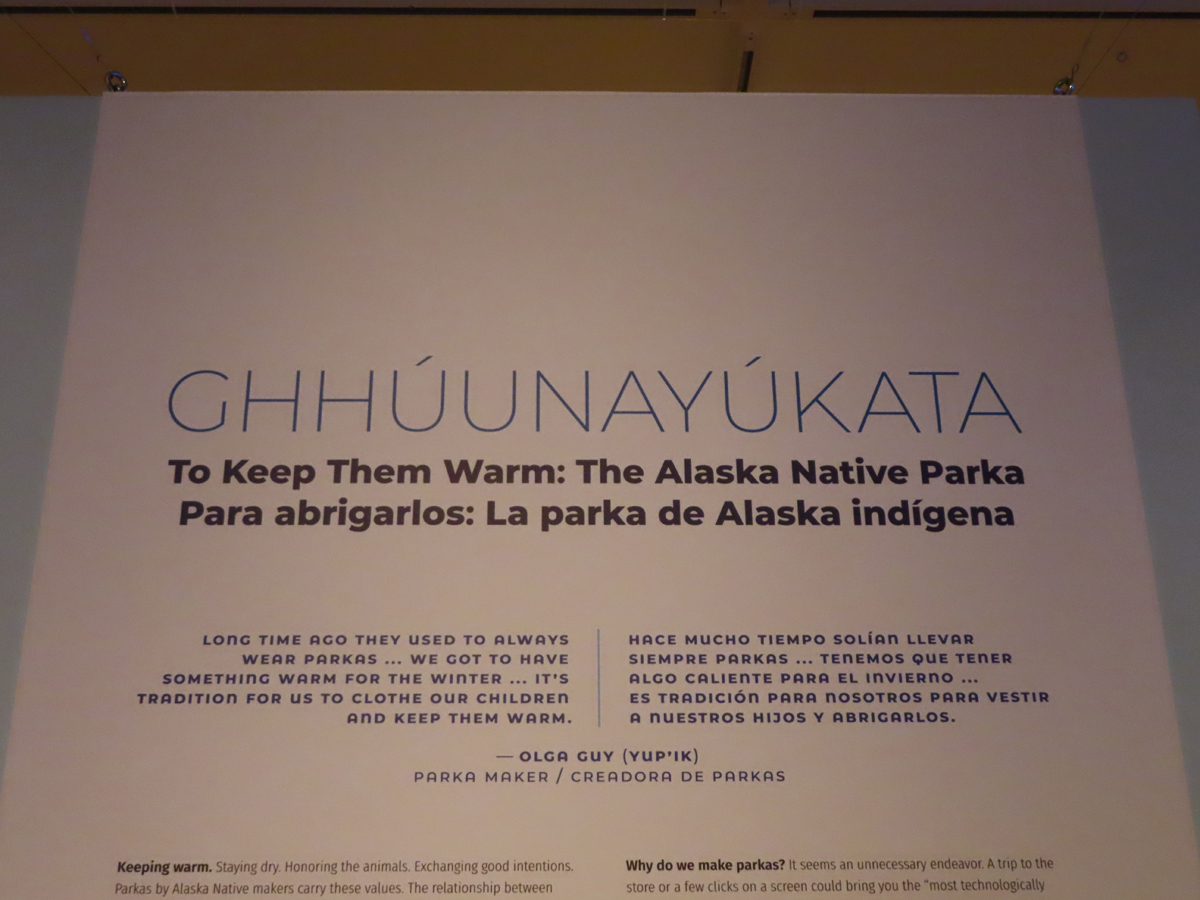 GHHÚUNAYÚKATA
To Keep Them Warm: The Alaska Native Parka
Para abrigarlos: La parka de Alaska indígena
LONG TIME AGO THEY USED TO ALWAYS
WEAR PARKAS ... WE GOT TO HAVE
SOMETHING WARM FOR THE WINTER ... IT'S
TRADITION FOR US TO CLOTHE OUR CHILDREN
AND KEEP THEM WARM.
HACE MUCHO TIEMPO SOLÍAN LLEVAR
SIEMPRE PARKAS ... TENEMOS QUE TENER
ALGO CALIENTE PARA EL INVIERNO ...
ES TRADICIÓN PARA NOSOTROS PARA VESTIR
A NUESTROS HIJOS Y ABRIGARLOS.
— OLGA GUY (YUP'IK)
PARKA MAKER / CREADORA DE PARKAS
Keeping warm. Staying dry. Honoring the animals. Exchanging good intentions.
Parkas by Alaska Native makers carry these values. The relationship between
Why do we make parkas? It seems an unnecessary endeavor. A trip to the
store or a few clicks on a screen could bring you the "most technologically